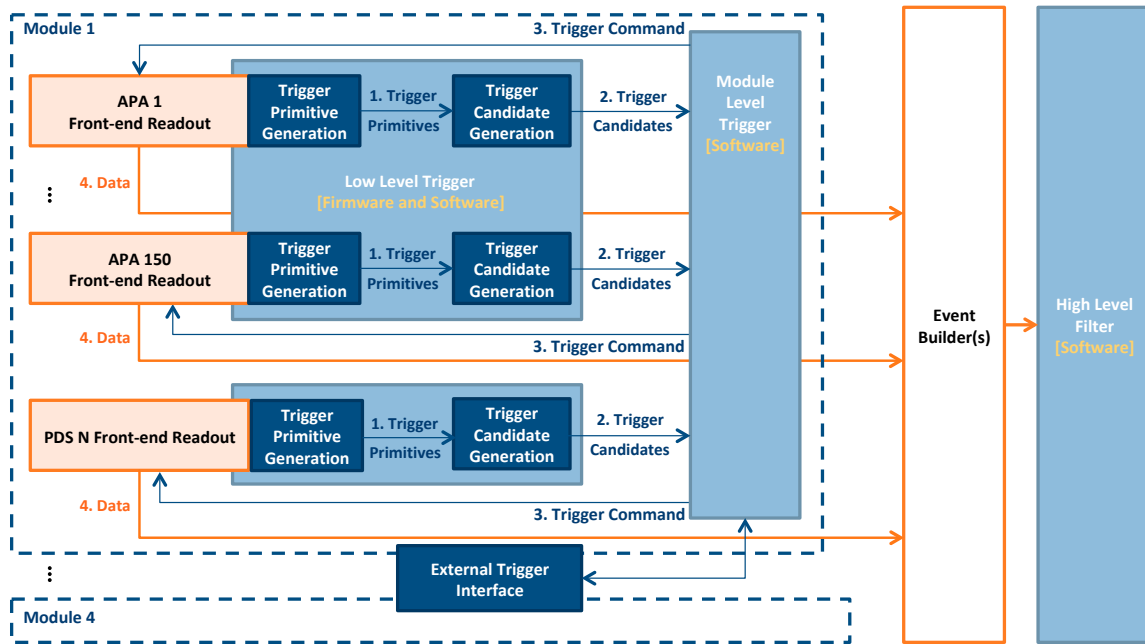 Module 1
3. Trigger Command
APA 1
Front-end Readout
Trigger
Primitive
Generation
1. Trigger
Primitives
Trigger
Candidate
Generation
2. Trigger
Candidates
Module
Level
Trigger
[Software]
4. Data
Low Level Trigger
[Firmware and Software]
APA 150
Front-end Readout
Trigger
Primitive
Generation
1. Trigger
Primitives
Trigger
Candidate
Generation
2. Trigger
Candidates
3. Trigger Command
4. Data
PDS N Front-end Readout
Trigger
Primitive
Generation
1. Trigger
Primitives
Trigger
Candidate
Generation
2. Trigger
Candidates
3. Trigger Command
4. Data
Event
Builder(s)
High Level
Filter
[Software]
External Trigger
Interface
Module 4